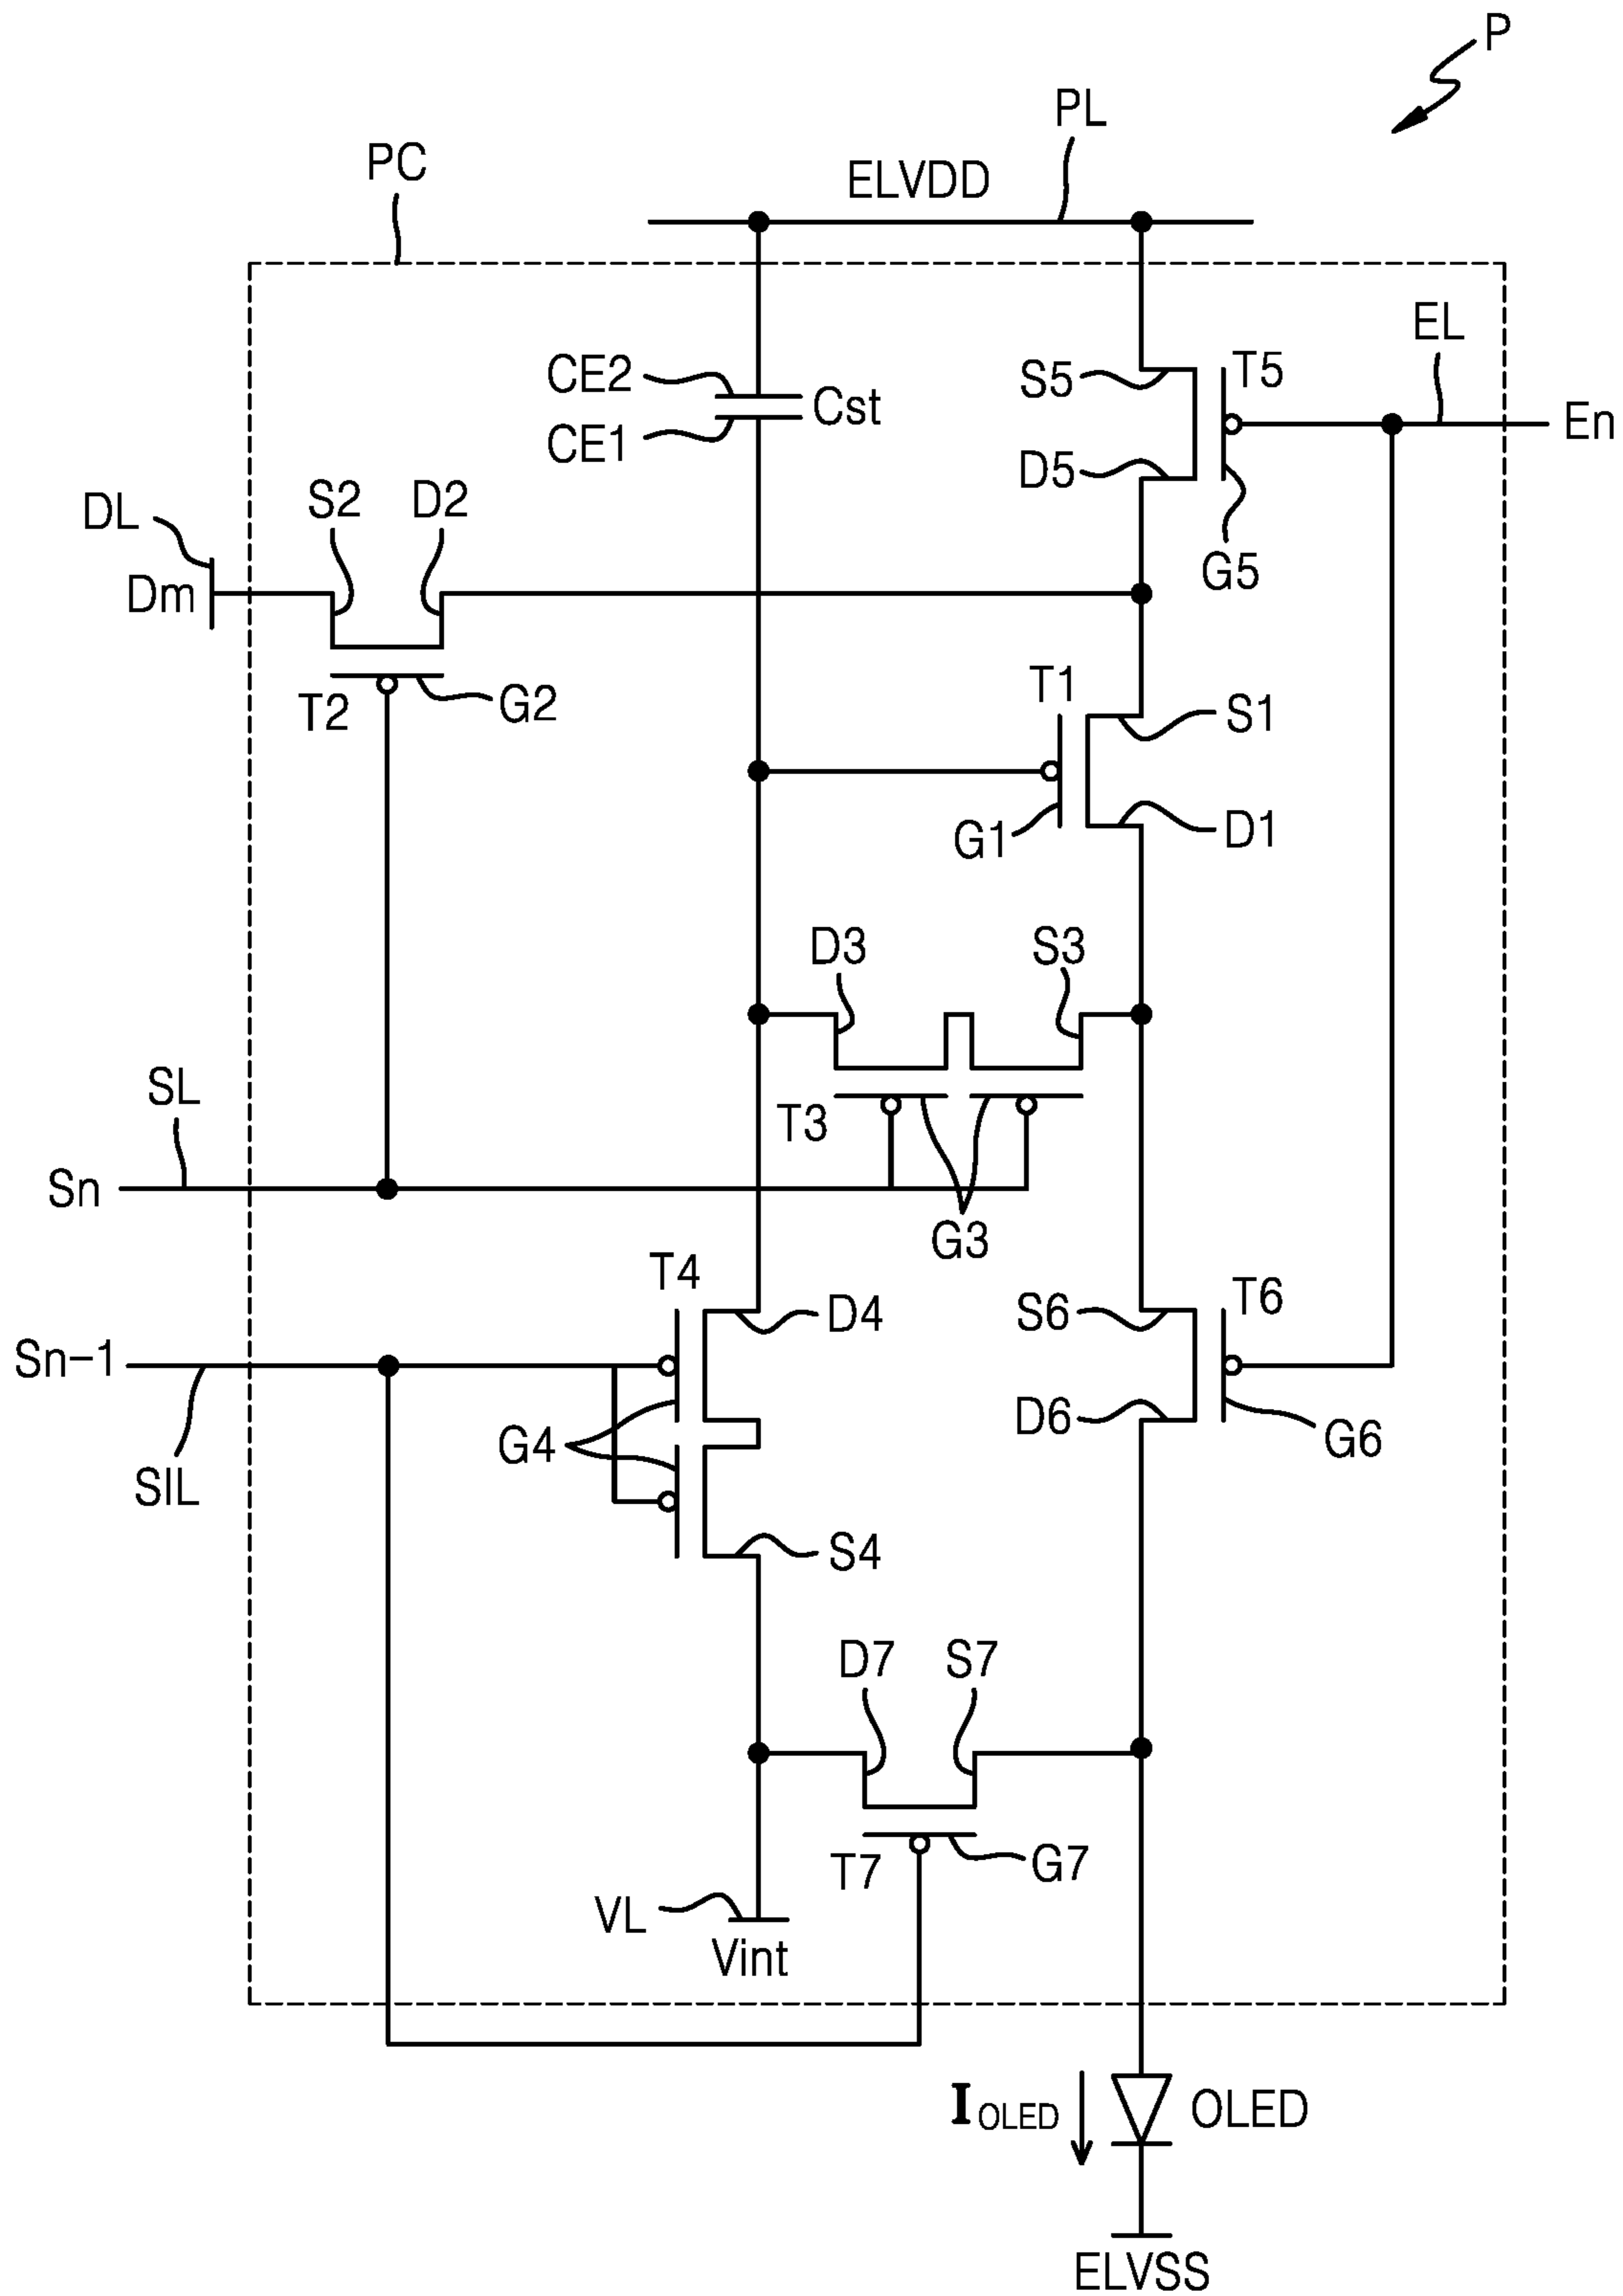 P
PL
PC
ELVDD
EL
CE2
S5
T5
Cst
En
CE1
D5
S2
D2
DL
G5
Dm
T1
G2
S1
T2
G1
D1
D3
S3
SL
T3
Sn
G3
T4
S6
T6
D4
Sn-1
D6
G4
G6
SIL
S4
D7
S7
T7
G7
VL
Vint
IOLED
OLED
ELVSS